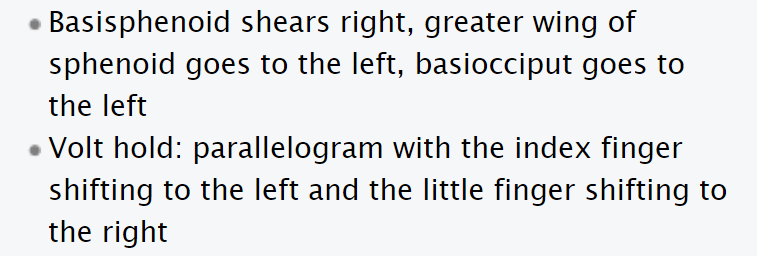 Basisphenoid shears right, greater wing of
sphenoid goes to the left, basiocciput goes to
the left
Volt hold: parallelogram with the index finger
shifting to the left and the little finger shifting to
the right